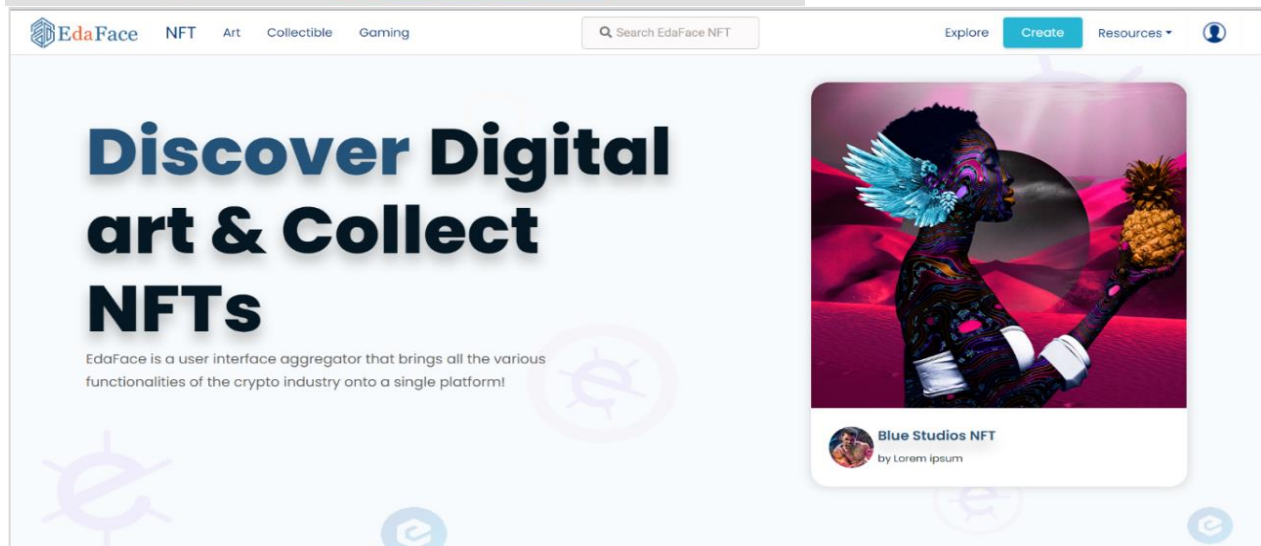 EdaFace NFT Art Collectible Gaming Search EdaFace NFT Explore Create Resources
Discover Digital
art & Collect
NFTs
EdaFace is a user interface aggregator that brings all the various
functionalities of the crypto industry onto a single platform!
Blue Studios NFT
by Lorem ipsum